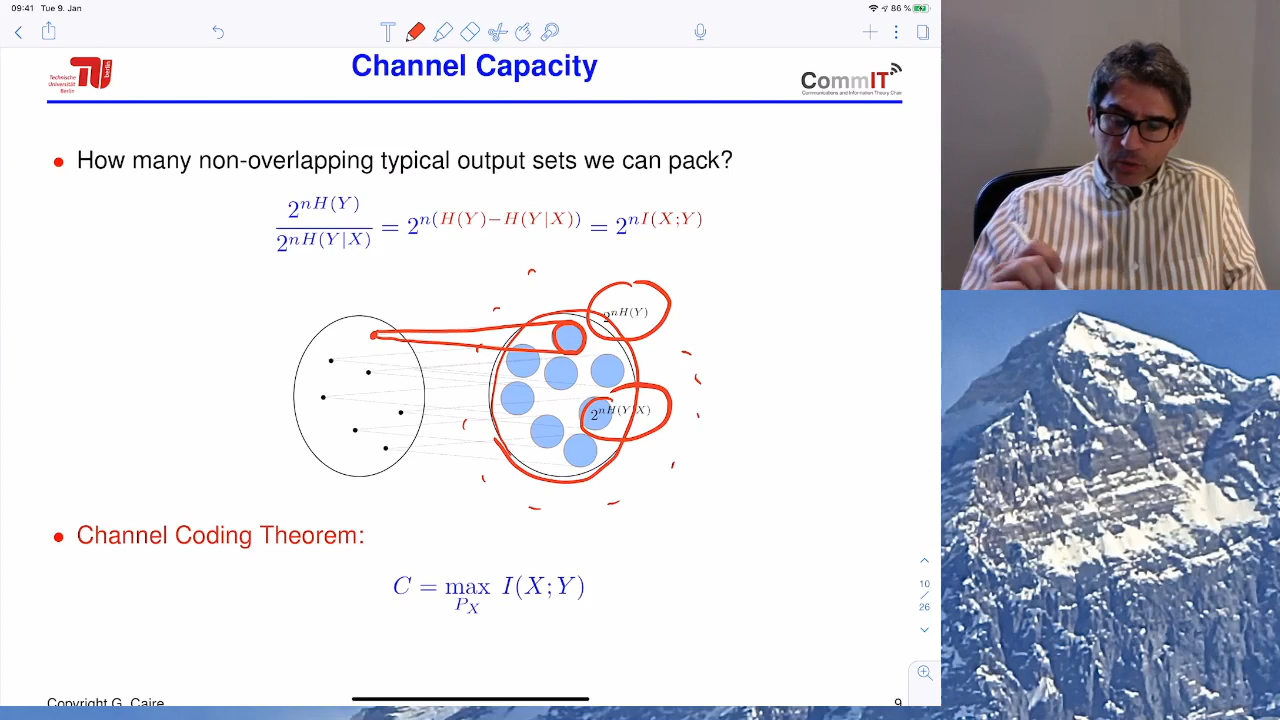 09:41 Tue 9. Jan
86 %
T
Channel Capacity
Technische
Universität
Berlin
berlin
CommIT
Communications and Information Theory Chair
• How many non-overlapping typical output sets we can pack?
2^{nH(Y)} / 2^{nH(Y|X)} = 2^{n(H(Y)−H(Y|X))} = 2^{nI(X;Y)}
2^{nH(Y)}
2^{nH(Y|X)}
• Channel Coding Theorem:
C = max_{P_X} I(X; Y)
10
/
26
Copyright G. Caire
9